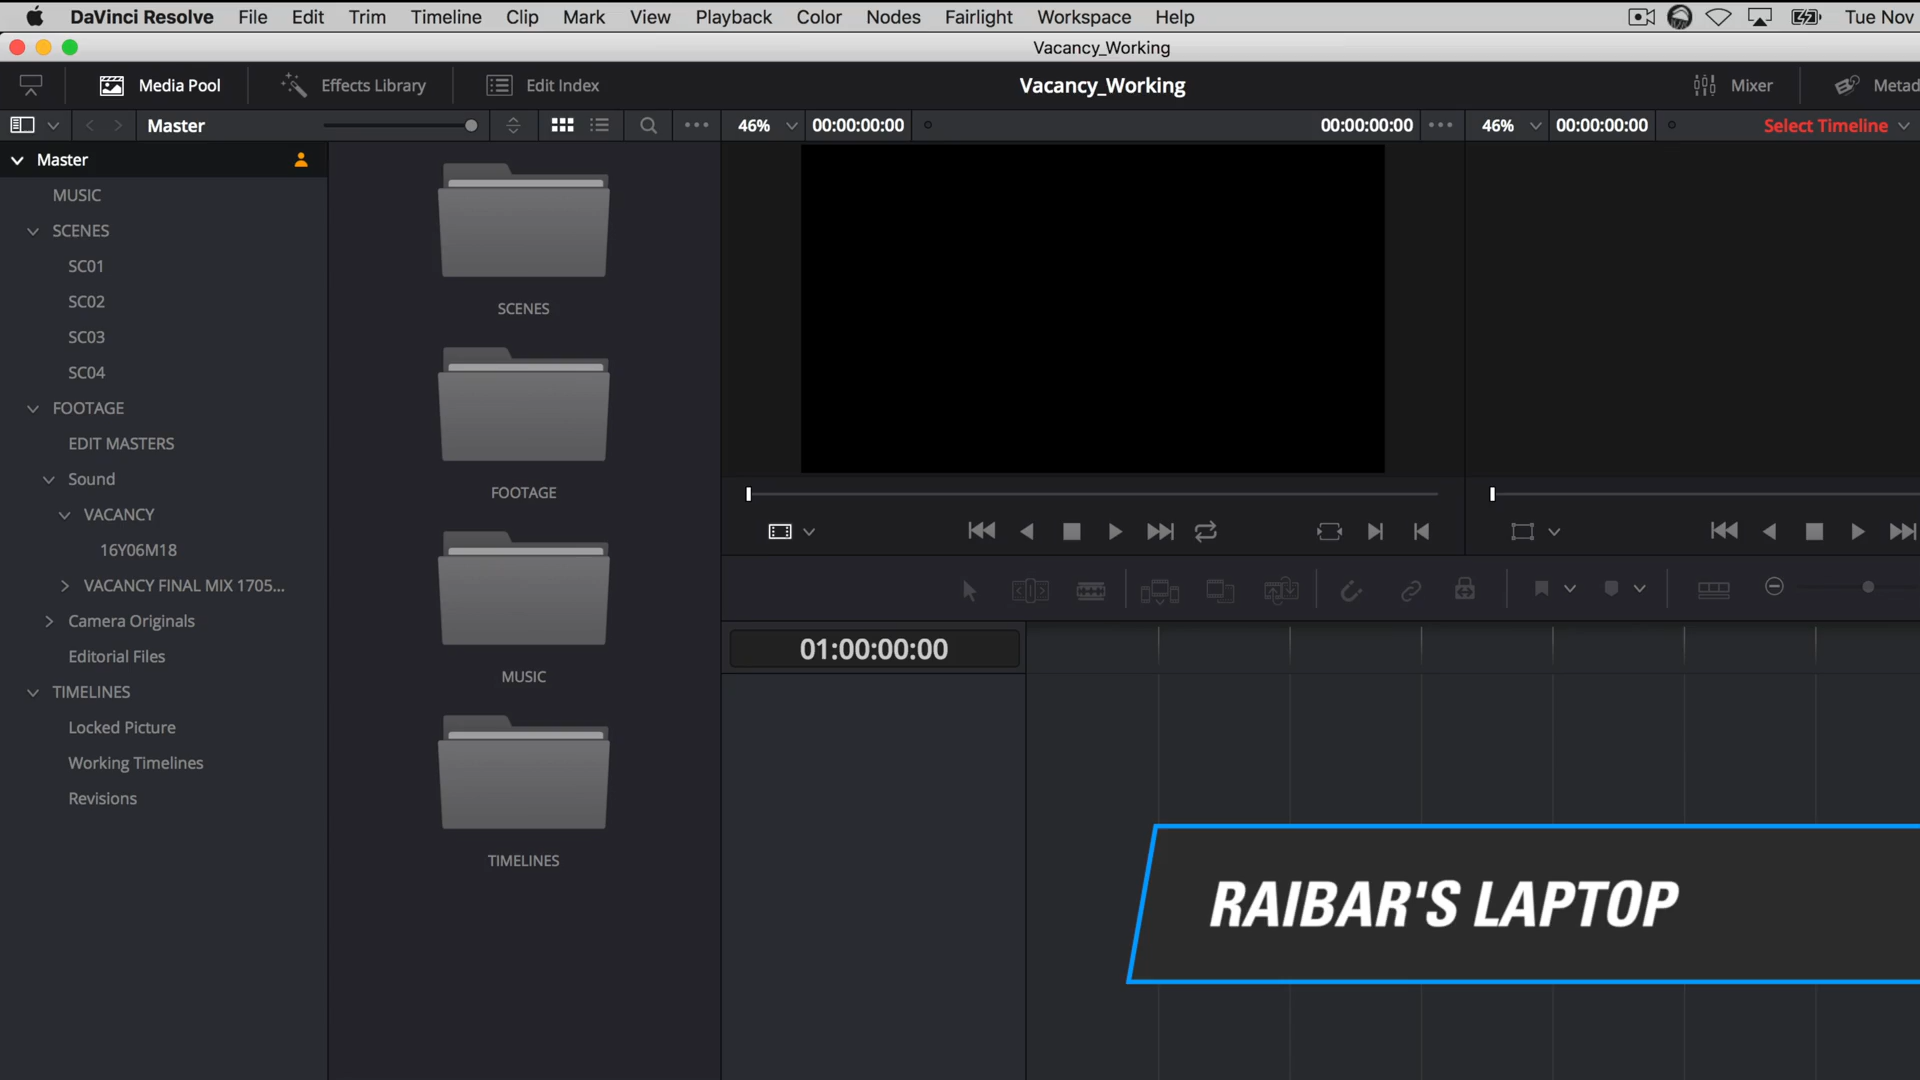 DaVinci Resolve File Edit Trim Timeline Clip Mark View Playback Color Nodes Fairlight Workspace Help Tue Nov
Vacancy_Working
Media Pool Effects Library Edit Index Vacancy_Working Mixer Metad
Master 46% 00:00:00:00 00:00:00:00 46% 00:00:00:00 Select Timeline
Master
MUSIC
SCENES
SC01
SC02
SC03
SC04
FOOTAGE
EDIT MASTERS
Sound
VACANCY
16Y06M18
VACANCY FINAL MIX 1705...
Camera Originals
Editorial Files
TIMELINES
Locked Picture
Working Timelines
Revisions
SCENES
FOOTAGE
MUSIC
TIMELINES
01:00:00:00
RAIBAR'S LAPTOP